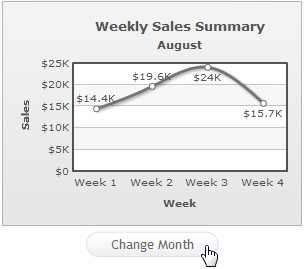 Weekly Sales Summary
August
$25K
$20K
$15K
$10K
$5K
$0
Sales
$14.4K
$19.6K
$24K
$15.7K
Week 1 Week 2 Week 3 Week 4
Week
Change Month